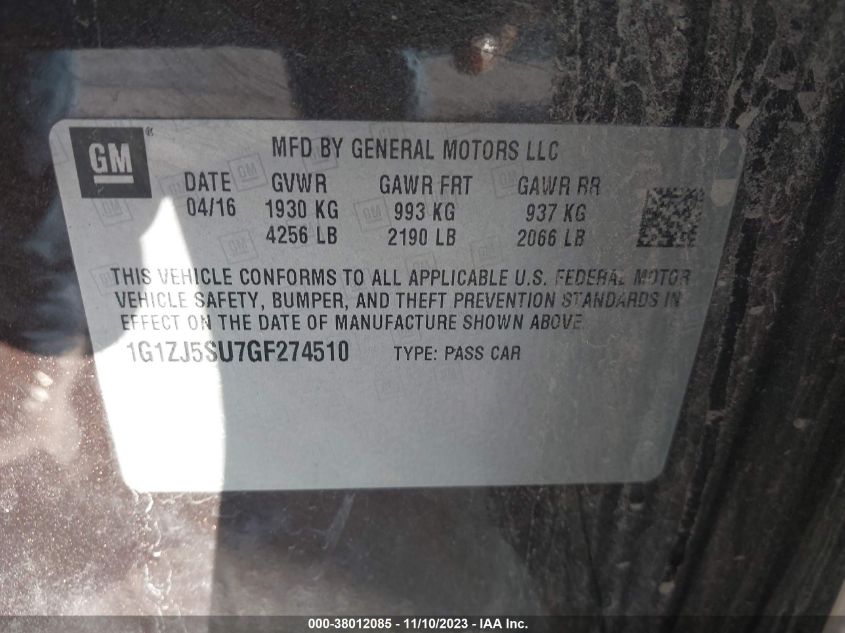 GM ®
MFD BY GENERAL MOTORS LLC
DATE GVWR GAWR FRT GAWR RR
04/16 1930 KG 993 KG 937 KG
4256 LB 2190 LB 2066 LB
THIS VEHICLE CONFORMS TO ALL APPLICABLE U.S. FEDERAL MOTOR
VEHICLE SAFETY, BUMPER, AND THEFT PREVENTION STANDARDS IN
EFFECT ON THE DATE OF MANUFACTURE SHOWN ABOVE.
1G1ZJ5SU7GF274510 TYPE: PASS CAR
000-38012085 - 11/10/2023 - IAA Inc.